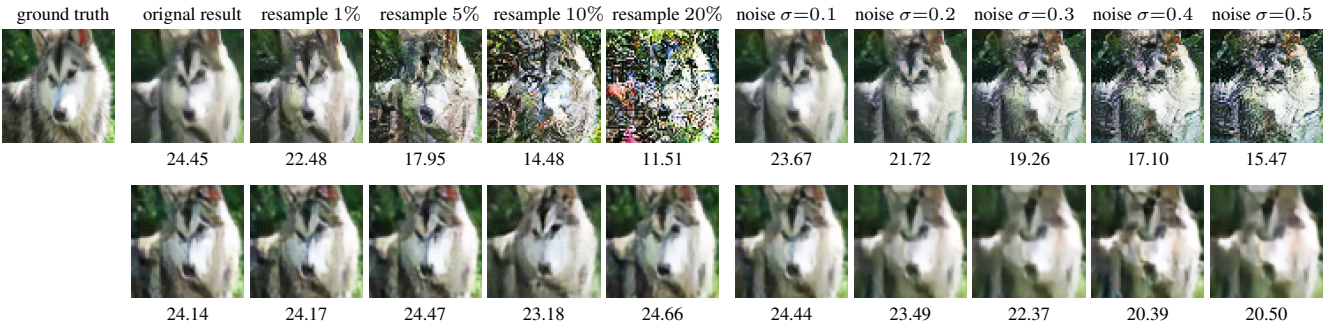 ground truth orignal result resample 1% resample 5% resample 10% resample 20% noise σ=0.1 noise σ=0.2 noise σ=0.3 noise σ=0.4 noise σ=0.5
24.45 22.48 17.95 14.48 11.51 23.67 21.72 19.26 17.10 15.47
24.14 24.17 24.47 23.18 24.66 24.44 23.49 22.37 20.39 20.50